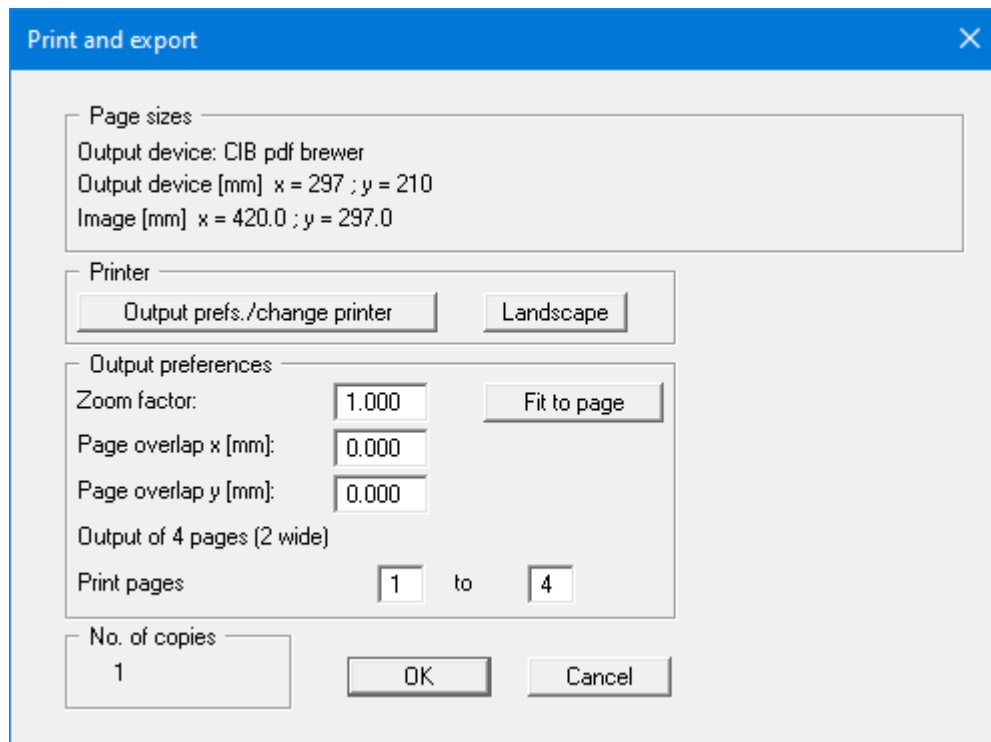 Print and export
Page sizes
Output device: CIB pdf brewer
Output device [mm]  x = 297 ; y = 210
Image [mm]  x = 420.0 ; y = 297.0
Printer
Output prefs./change printer
Landscape
Output preferences
Zoom factor: 1.000 Fit to page
Page overlap x [mm]: 0.000
Page overlap y [mm]: 0.000
Output of 4 pages (2 wide)
Print pages 1 to 4
No. of copies
1
OK
Cancel